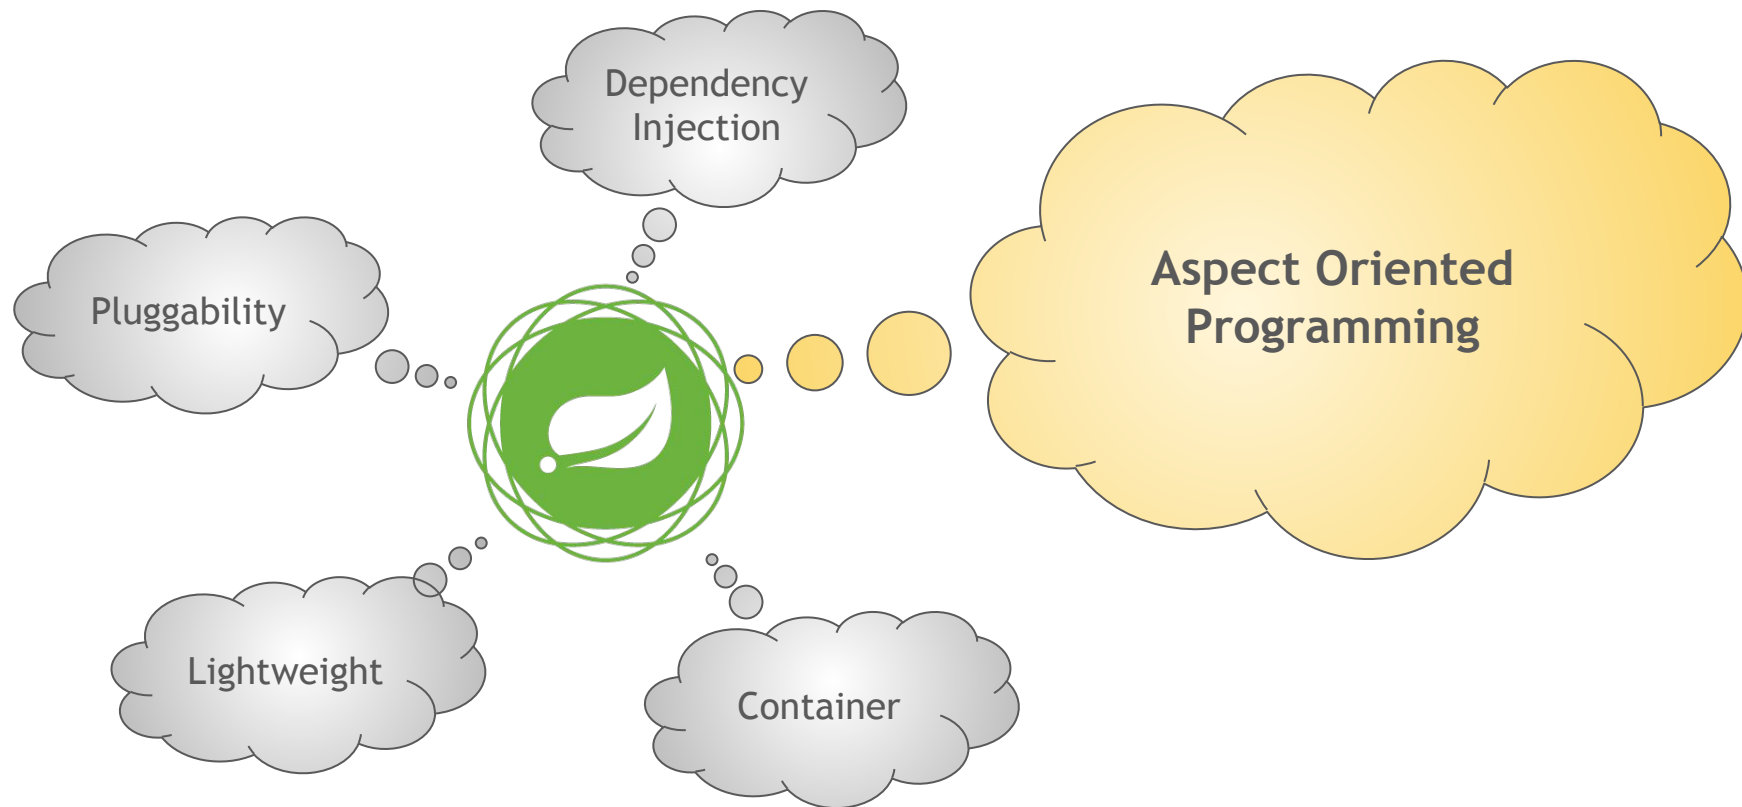 Dependency
Injection
Aspect Oriented
Programming
Pluggability
Lightweight
Container